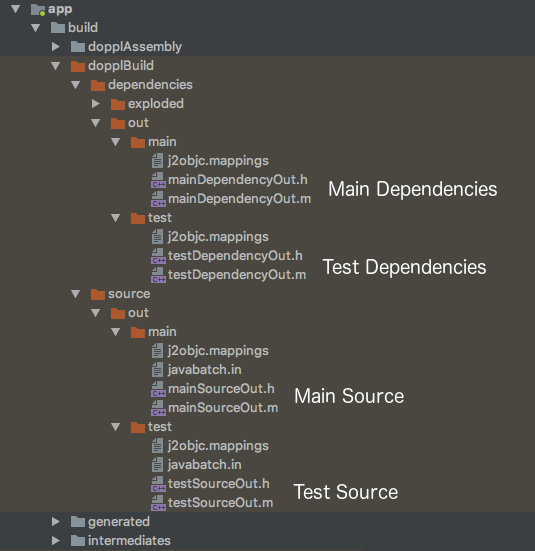 app
build
dopplAssembly
dopplBuild
dependencies
exploded
out
main
j2objc.mappings
mainDependencyOut.h
mainDependencyOut.m
Main Dependencies
test
j2objc.mappings
testDependencyOut.h
testDependencyOut.m
Test Dependencies
source
out
main
j2objc.mappings
javabatch.in
mainSourceOut.h
mainSourceOut.m
Main Source
test
j2objc.mappings
javabatch.in
testSourceOut.h
testSourceOut.m
Test Source
generated
intermediates